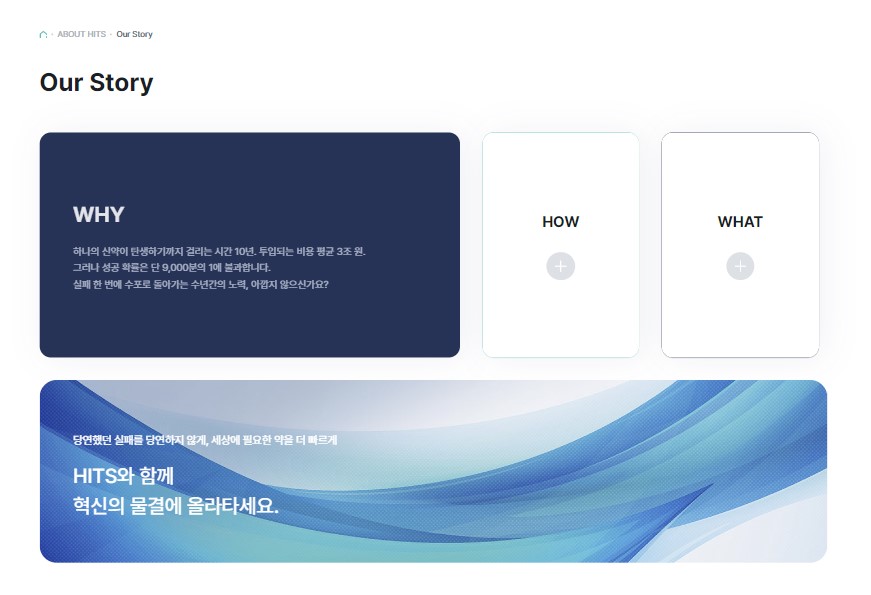 ABOUT HITS · Our Story
Our Story
WHY
하나의 신약이 탄생하기까지 걸리는 시간 10년. 투입되는 비용 평균 3조 원.
그러나 성공 확률은 단 9,000분의 1에 불과합니다.
실패 한 번에 수포로 돌아가는 수년간의 노력, 아깝지 않으신가요?
HOW
WHAT
당연했던 실패를 당연하지 않게, 세상에 필요한 약을 더 빠르게
HITS와 함께
혁신의 물결에 올라타세요.